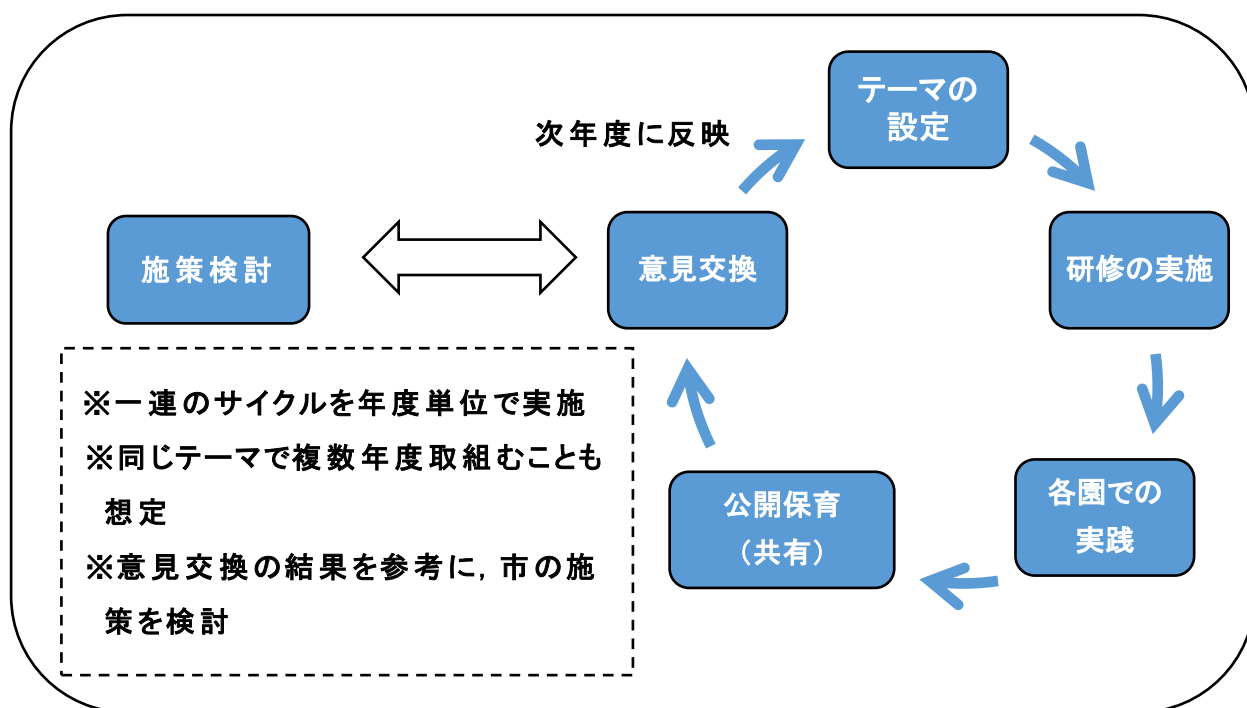 テーマの
設定
次年度に反映
施策検討
意見交換
研修の実施
※一連のサイクルを年度単位で実施
※同じテーマで複数年度取組むことも
想定
※意見交換の結果を参考に，市の施
策を検討
公開保育
（共有）
各園での
実践